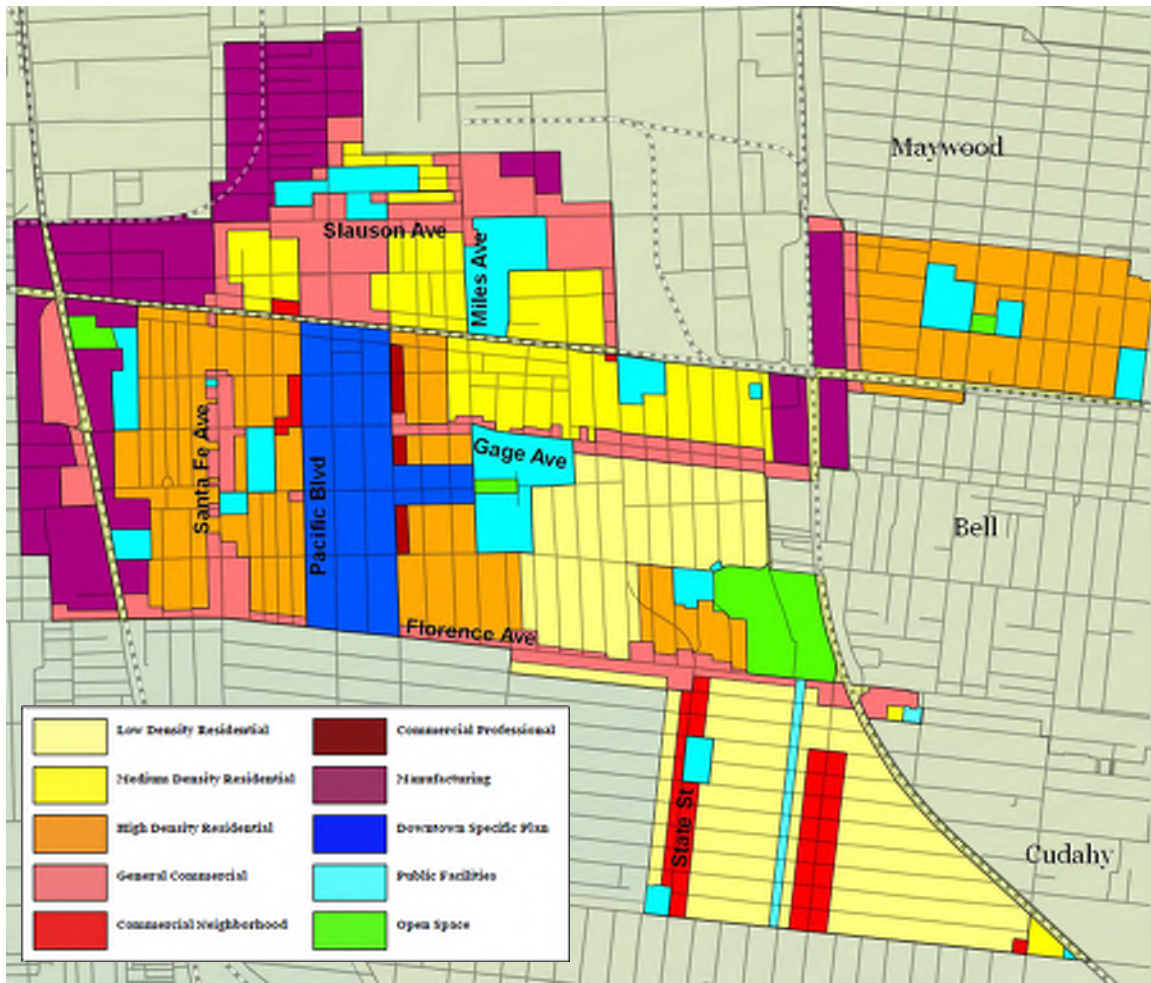 Maywood
Slauson Ave
Miles Ave
Santa Fe Ave
Pacific Blvd
Gage Ave
Bell
Florence Ave
State St
Cudahy
Low Density Residential
Medium Density Residential
High Density Residential
General Commercial
Commercial Neighborhood
Commercial Professional
Manufacturing
Downtown Specific Plan
Public Facilities
Open Space